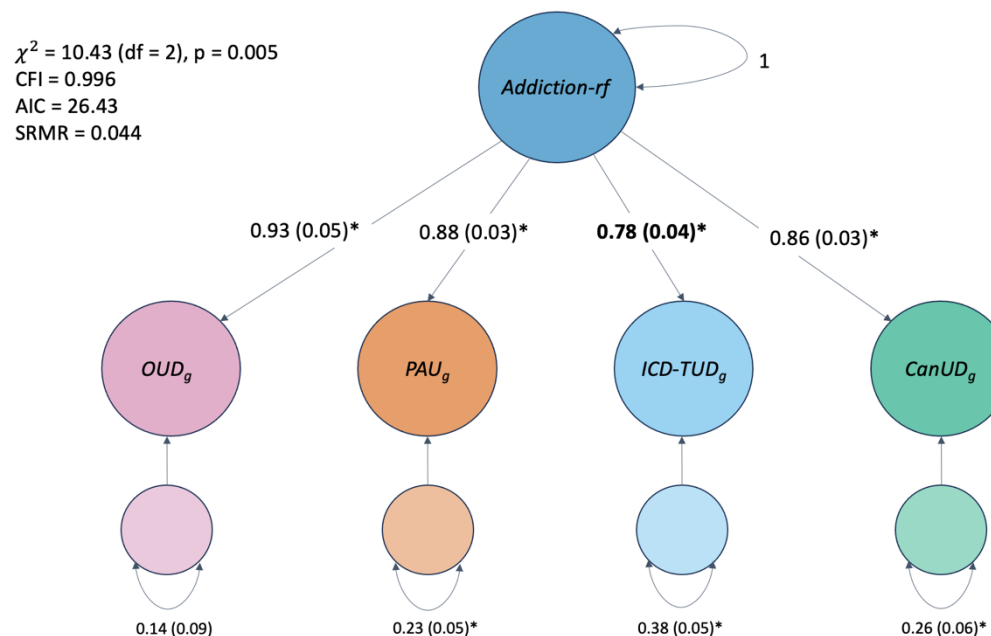 χ² = 10.43 (df = 2), p = 0.005
CFI = 0.996
AIC = 26.43
SRMR = 0.044
Addiction-rf
1
0.93 (0.05)*
0.88 (0.03)*
0.78 (0.04)*
0.86 (0.03)*
OUDg
PAUg
ICD-TUDg
CanUDg
0.14 (0.09)
0.23 (0.05)*
0.38 (0.05)*
0.26 (0.06)*